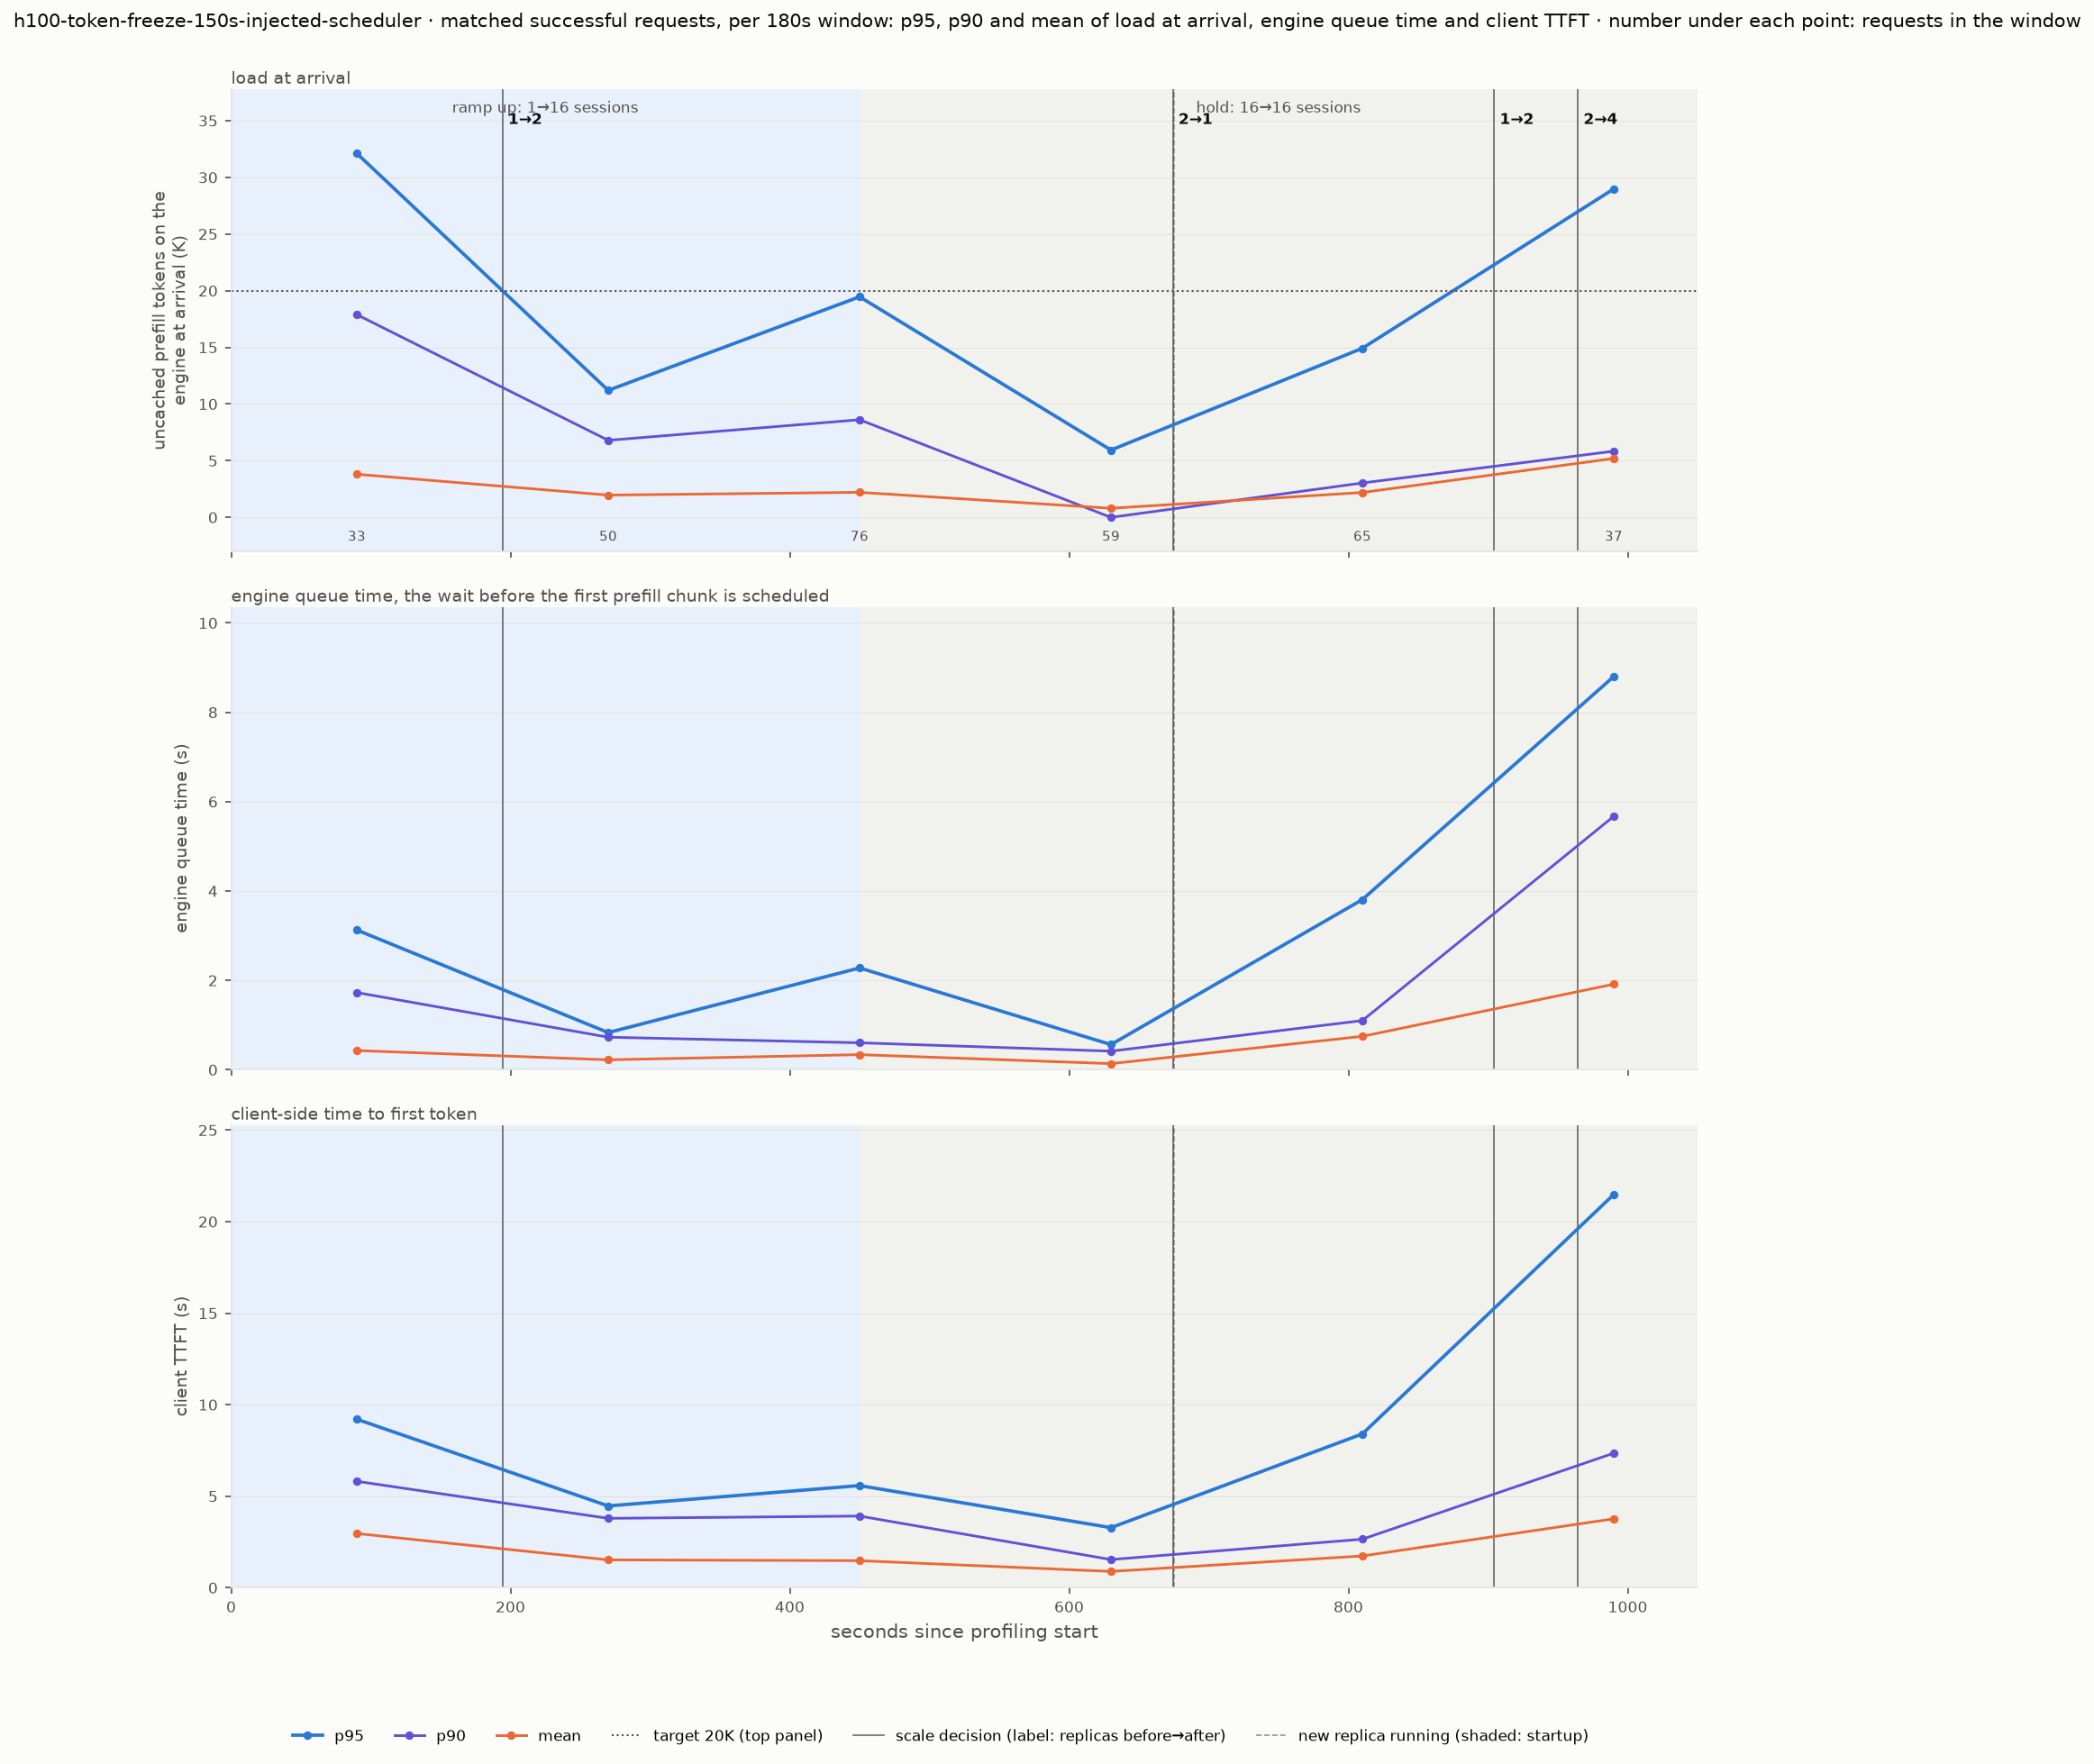 h100-token-freeze-150s-injected-scheduler · matched successful requests, per 180s window: p95, p90 and mean of load at arrival, engine queue time and client TTFT · number under each point: requests in the window
load at arrival
ramp up: 1→16 sessions
hold: 16→16 sessions
1→2
2→1
1→2
2→4
uncached prefill tokens on the
engine at arrival (K)
35
30
25
20
15
10
5
0
33
50
76
59
65
37
engine queue time, the wait before the first prefill chunk is scheduled
engine queue time (s)
10
8
6
4
2
0
client-side time to first token
client TTFT (s)
25
20
15
10
5
0
0
200
400
600
800
1000
seconds since profiling start
p95
p90
mean
target 20K (top panel)
scale decision (label: replicas before→after)
new replica running (shaded: startup)